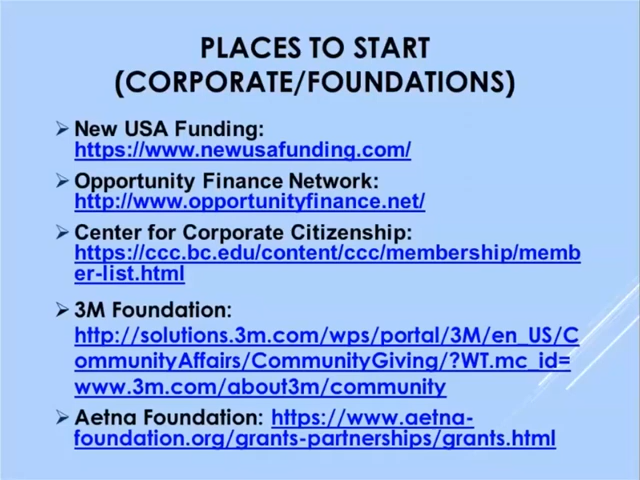 PLACES TO START
(CORPORATE/FOUNDATIONS)
New USA Funding:
https://www.newusafunding.com/
Opportunity Finance Network:
http://www.opportunityfinance.net/
Center for Corporate Citizenship:
https://ccc.bc.edu/content/ccc/membership/memb
er-list.html
3M Foundation:
http://solutions.3m.com/wps/portal/3M/en_US/C
ommunityAffairs/CommunityGiving/?WT.mc_id=
www.3m.com/about3m/community
Aetna Foundation: https://www.aetna-
foundation.org/grants-partnerships/grants.html